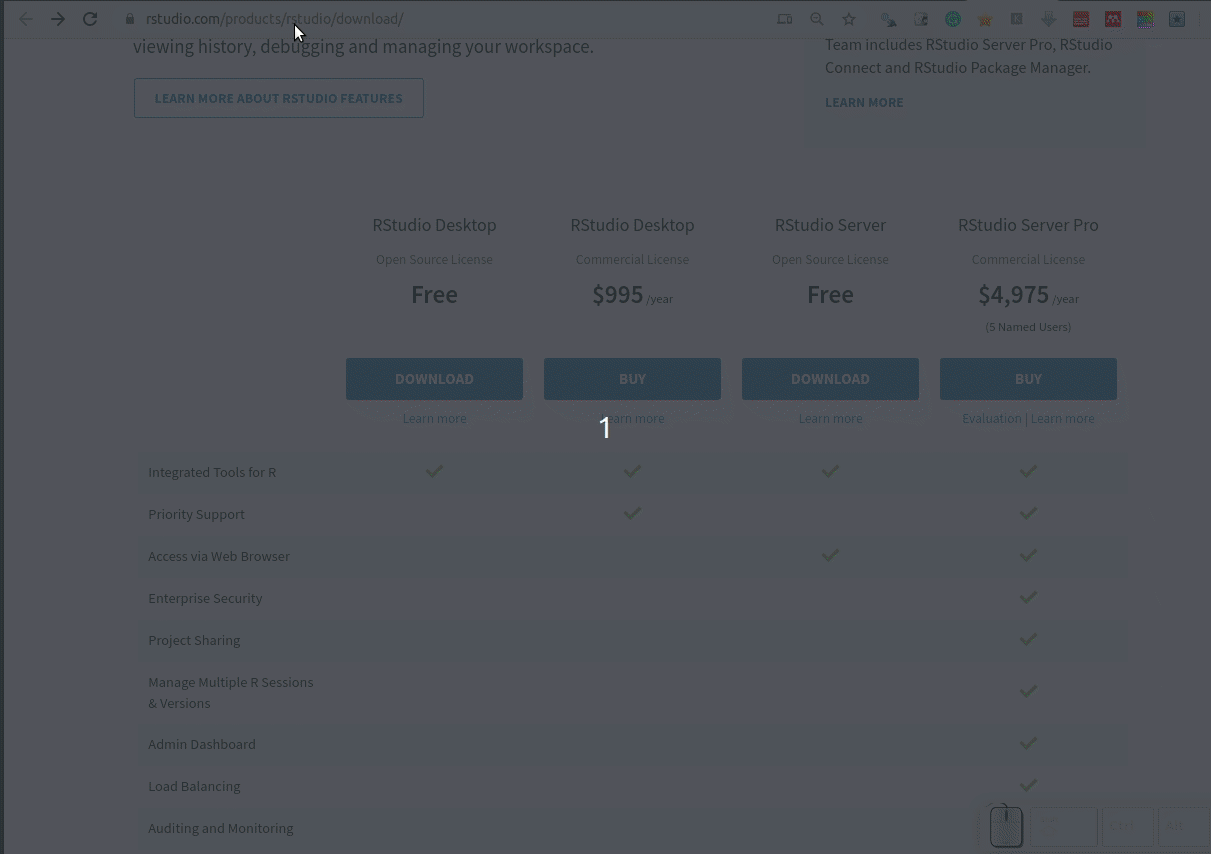 rstudio.com/products/rstudio/download/
viewing history, debugging and managing your workspace.
LEARN MORE ABOUT RSTUDIO FEATURES
Team includes RStudio Server Pro, RStudio
Connect and RStudio Package Manager.
LEARN MORE
RStudio Desktop RStudio Desktop RStudio Server RStudio Server Pro
Open Source License Commercial License Open Source License Commercial License
Free $995 /year Free $4,975 /year
(5 Named Users)
DOWNLOAD BUY DOWNLOAD BUY
Learn more Learn more Learn more Evaluation | Learn more
1
Integrated Tools for R
Priority Support
Access via Web Browser
Enterprise Security
Project Sharing
Manage Multiple R Sessions
& Versions
Admin Dashboard
Load Balancing
Auditing and Monitoring